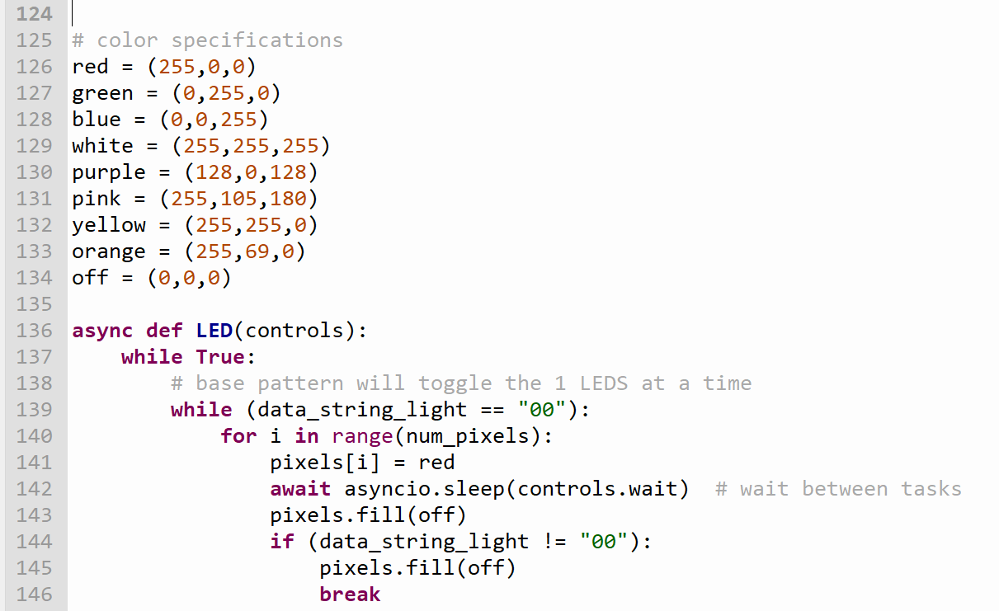 124
125 # color specifications
126 red = (255,0,0)
127 green = (0,255,0)
128 blue = (0,0,255)
129 white = (255,255,255)
130 purple = (128,0,128)
131 pink = (255,105,180)
132 yellow = (255,255,0)
133 orange = (255,69,0)
134 off = (0,0,0)
135
136 async def LED(controls):
137     while True:
138         # base pattern will toggle the 1 LEDS at a time
139         while (data_string_light == "00"):
140             for i in range(num_pixels):
141                 pixels[i] = red
142                 await asyncio.sleep(controls.wait)  # wait between tasks
143                 pixels.fill(off)
144                 if (data_string_light != "00"):
145                     pixels.fill(off)
146                     break